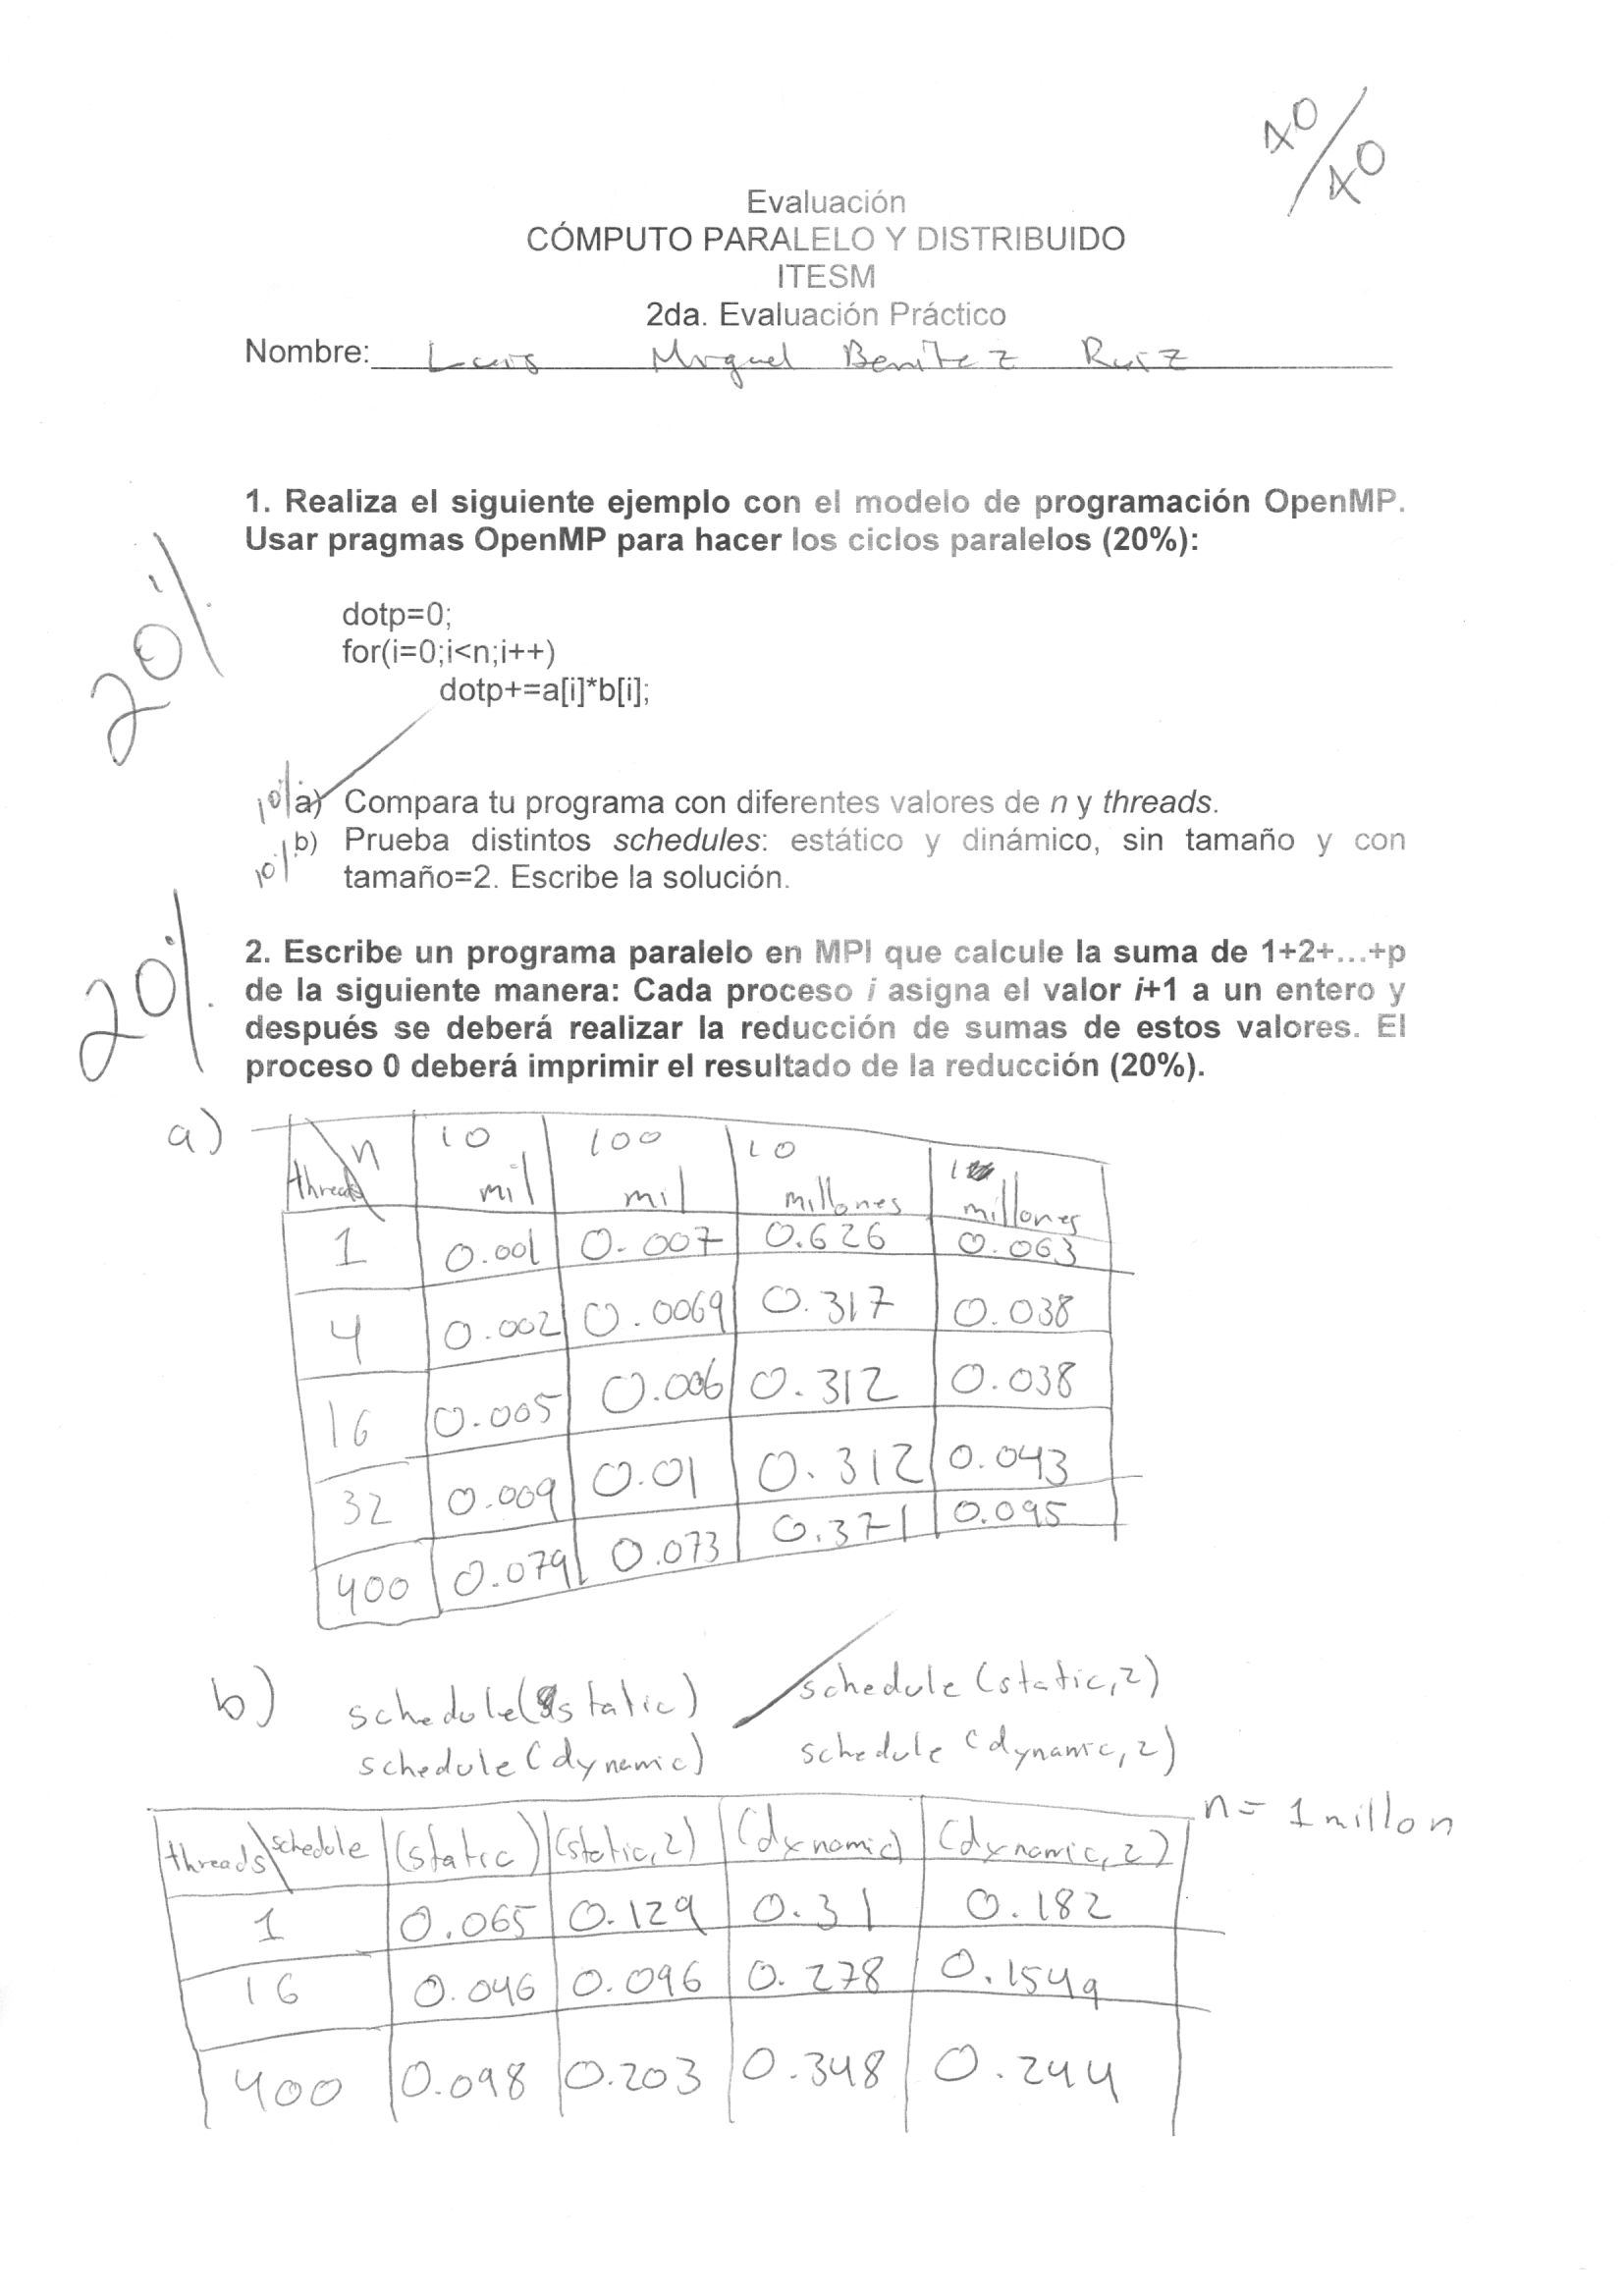 40/40
Evaluación
CÓMPUTO PARALELO Y DISTRIBUIDO
ITESM
2da. Evaluación Práctico
Nombre: Luis Miguel Benítez Ruiz
1. Realiza el siguiente ejemplo con el modelo de programación OpenMP.
Usar pragmas OpenMP para hacer los ciclos paralelos (20%):
20%
dotp=0;
for(i=0;i<n;i++)
dotp+=a[i]*b[i];
10% a) Compara tu programa con diferentes valores de n y threads.
10% b) Prueba distintos schedules: estático y dinámico, sin tamaño y con
tamaño=2. Escribe la solución.
20%
2. Escribe un programa paralelo en MPI que calcule la suma de 1+2+...+p
de la siguiente manera: Cada proceso i asigna el valor i+1 a un entero y
después se deberá realizar la reducción de sumas de estos valores. El
proceso 0 deberá imprimir el resultado de la reducción (20%).
a)
threads \ n 10 mil 100 mil 10 millones 1 millones
1 0.001 0.007 0.626 0.063
4 0.002 0.0069 0.317 0.038
16 0.005 0.006 0.312 0.038
32 0.009 0.01 0.312 0.043
400 0.079 0.073 0.371 0.095
b) schedule(static) schedule(static,2)
schedule(dynamic) schedule(dynamic,2)
n= 1 millon
threads\schedule (static) (static,2) (dynamic) (dynamic,2)
1 0.065 0.129 0.31 0.182
16 0.046 0.096 0.278 0.1549
400 0.098 0.203 0.348 0.244